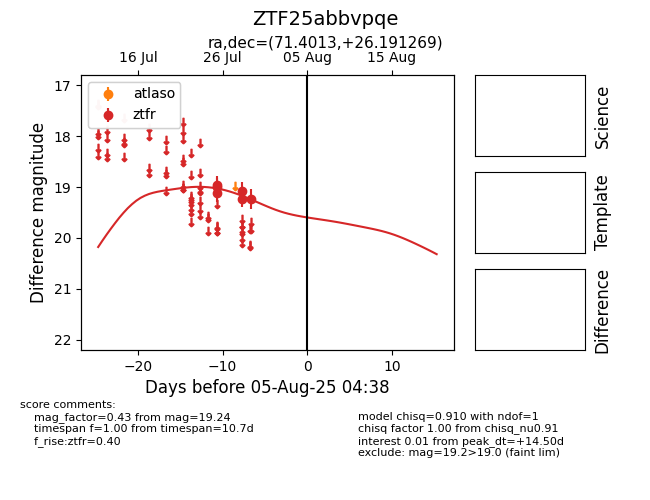 ZTF25abbvpqe
ra,dec=(71.4013,+26.191269)
16 Jul
26 Jul
05 Aug
15 Aug
17
18
19
20
21
22
Difference magnitude
atlaso
ztfr
−20
−10
0
10
Days before 05-Aug-25 04:38
Science
Template
Difference
score comments:
mag_factor=0.43 from mag=19.24
timespan f=1.00 from timespan=10.7d
f_rise:ztfr=0.40
model chisq=0.910 with ndof=1
chisq factor 1.00 from chisq_nu0.91
interest 0.01 from peak_dt=+14.50d
exclude: mag=19.2>19.0 (faint lim)